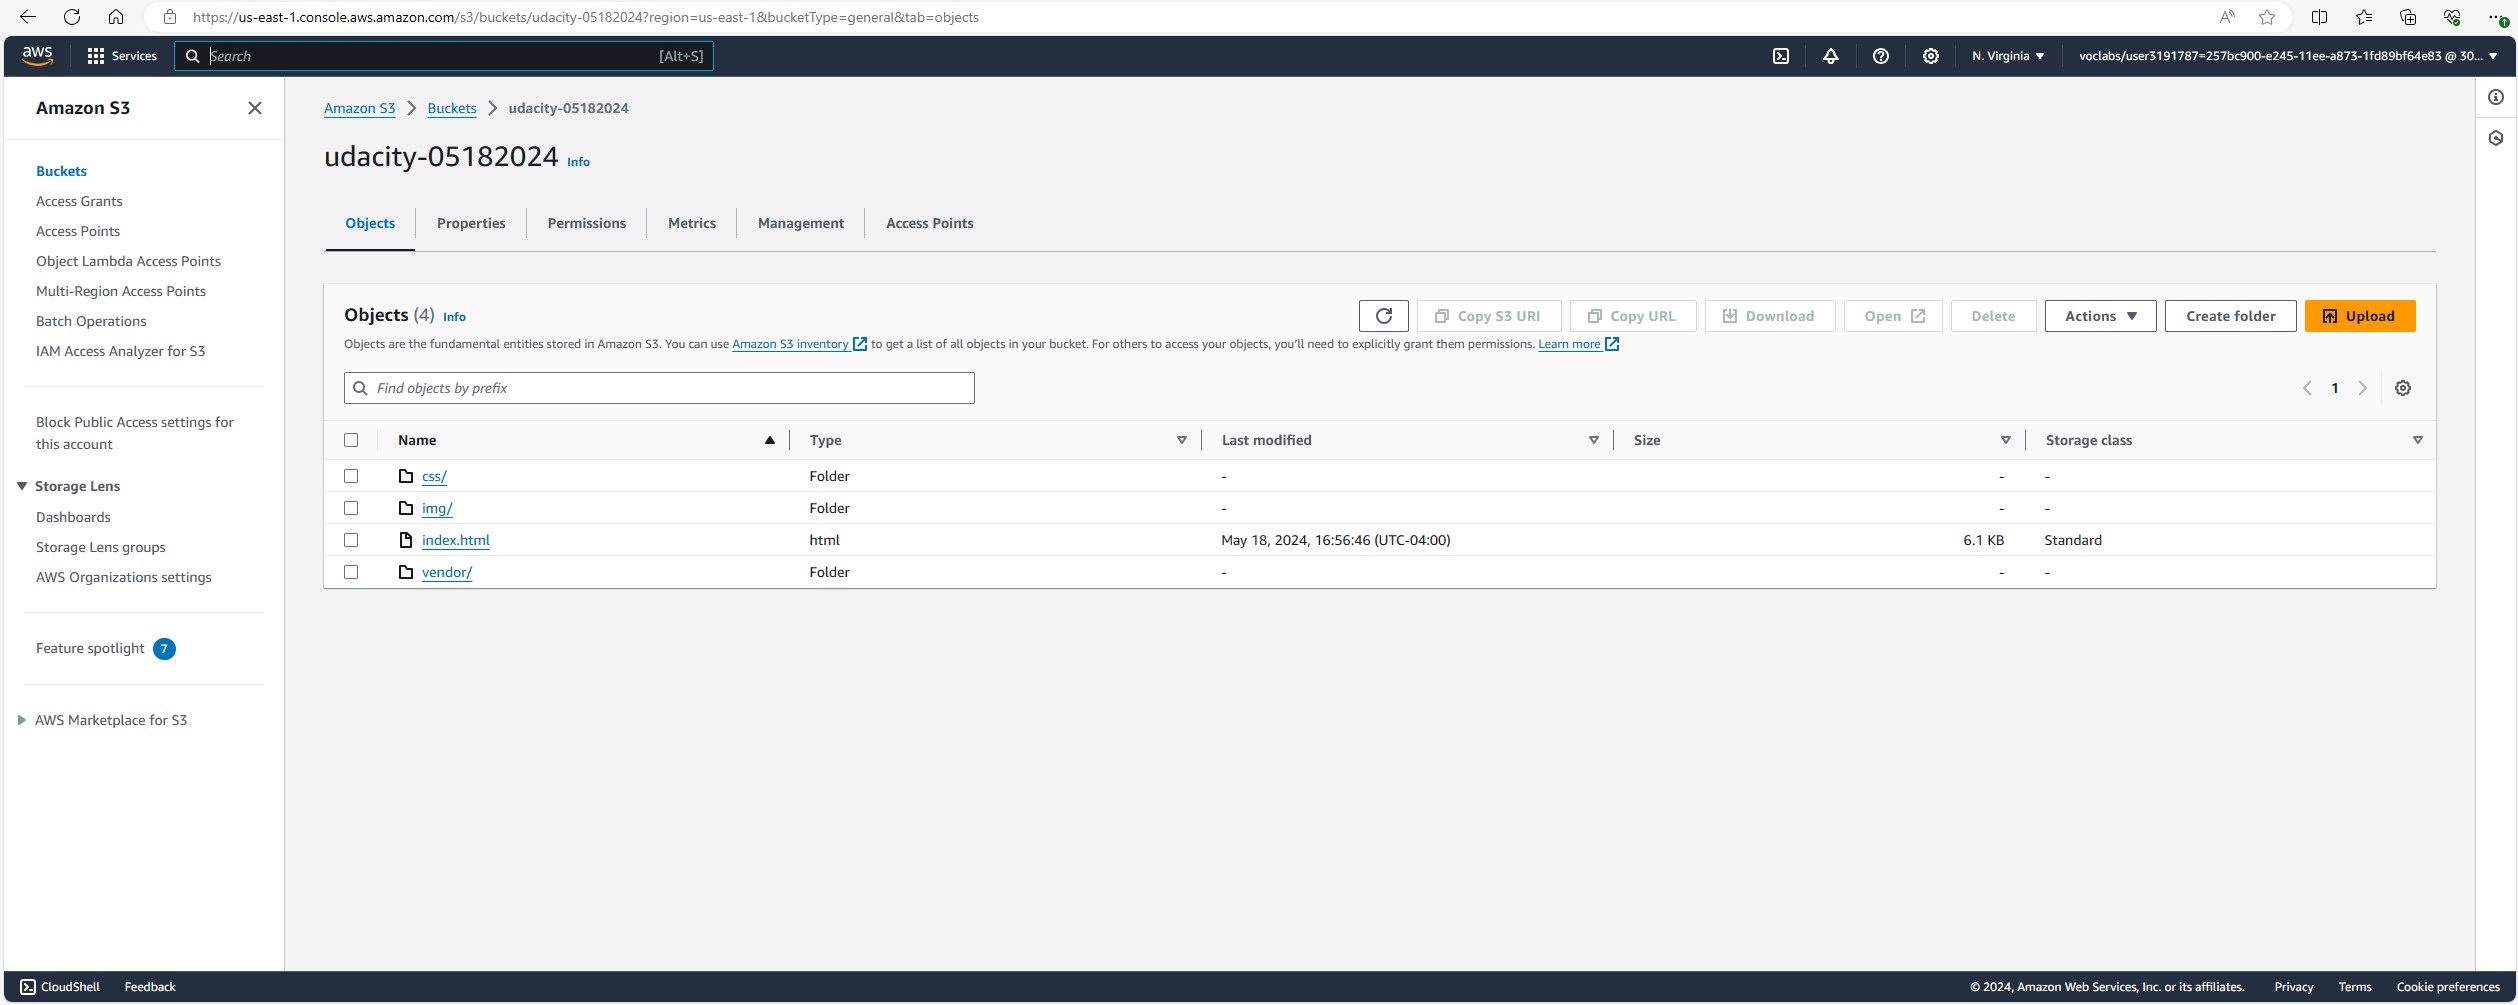 https://us-east-1.console.aws.amazon.com/s3/buckets/udacity-05182024?region=us-east-1&bucketType=general&tab=objects
aws Services Search [Alt+S] N. Virginia voclabs/user3191787=257bc900-e245-11ee-a873-1fd89bf64e83 @ 30...
Amazon S3
Buckets
Access Grants
Access Points
Object Lambda Access Points
Multi-Region Access Points
Batch Operations
IAM Access Analyzer for S3
Block Public Access settings for
this account
Storage Lens
Dashboards
Storage Lens groups
AWS Organizations settings
Feature spotlight 7
AWS Marketplace for S3
Amazon S3 Buckets udacity-05182024
udacity-05182024 Info
Objects Properties Permissions Metrics Management Access Points
Objects (4) Info Copy S3 URI Copy URL Download Open Delete Actions Create folder Upload
Objects are the fundamental entities stored in Amazon S3. You can use Amazon S3 inventory to get a list of all objects in your bucket. For others to access your objects, you'll need to explicitly grant them permissions. Learn more
Find objects by prefix 1
Name Type Last modified Size Storage class
css/ Folder - - -
img/ Folder - - -
index.html html May 18, 2024, 16:56:46 (UTC-04:00) 6.1 KB Standard
vendor/ Folder - - -
CloudShell Feedback © 2024, Amazon Web Services, Inc. or its affiliates. Privacy Terms Cookie preferences